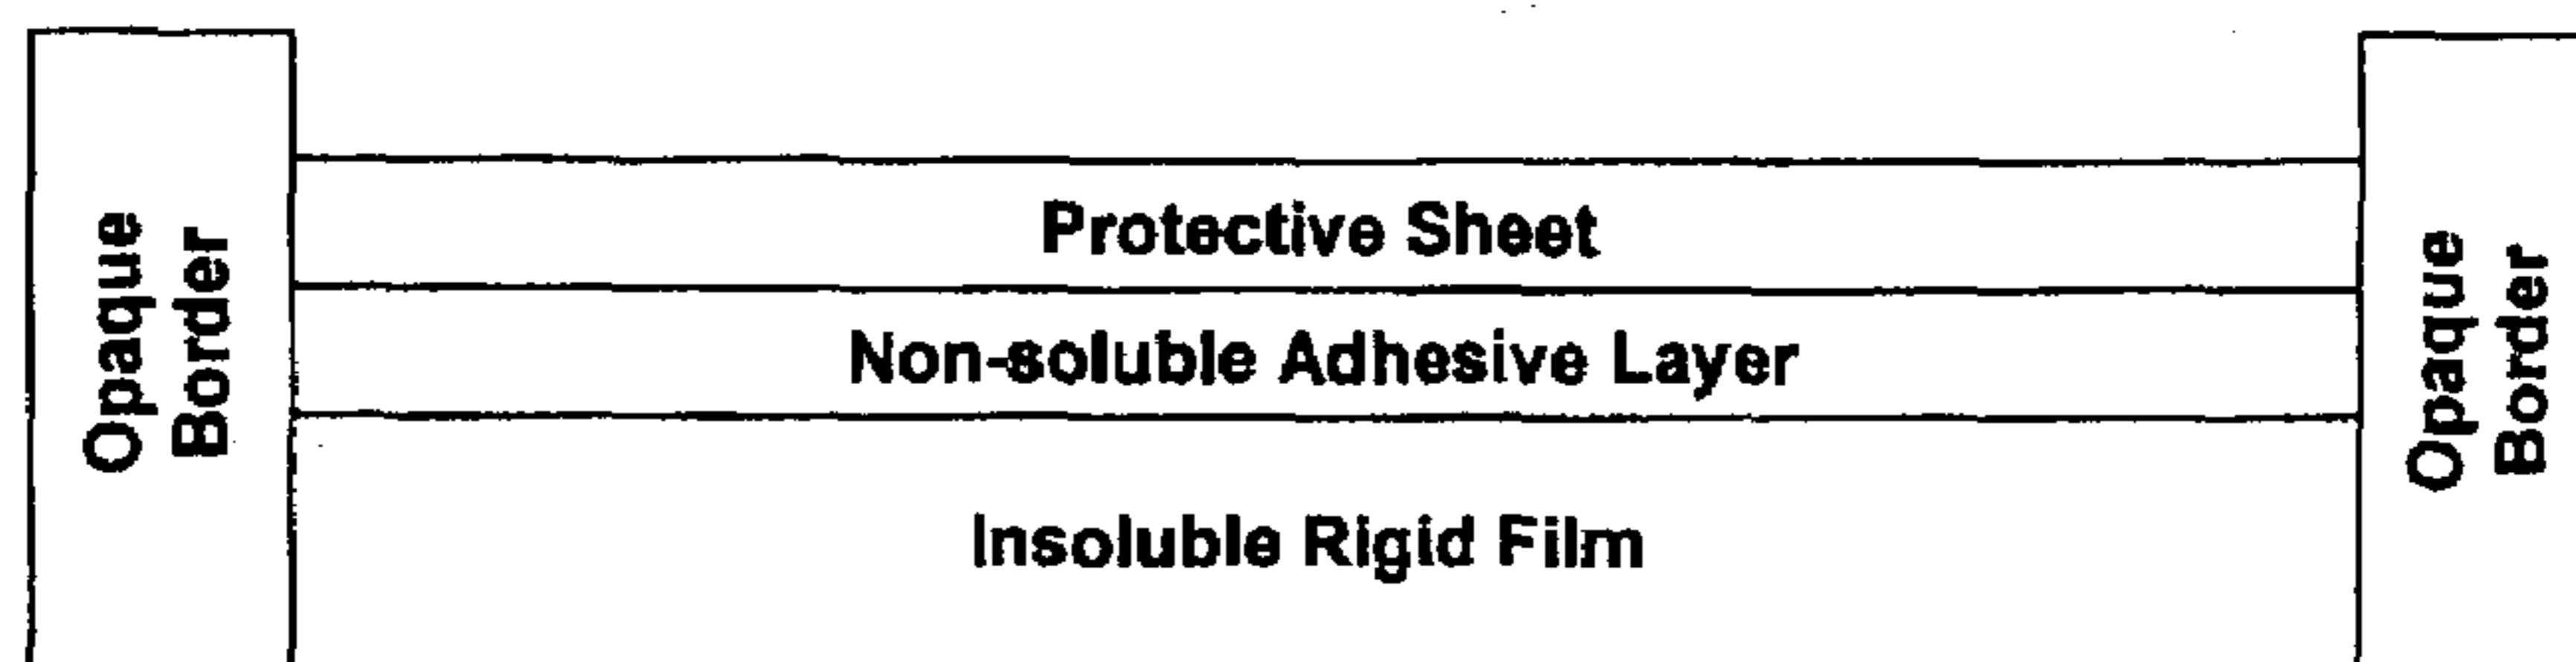 Opaque
Border
Protective Sheet
Non-soluble Adhesive Layer
Insoluble Rigid Film
Opaque
Border